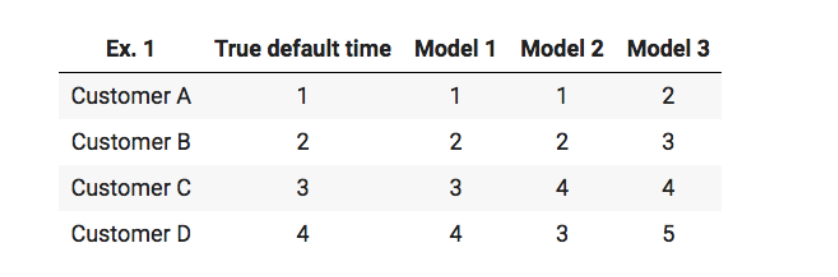 Ex. 1 True default time Model 1 Model 2 Model 3
Customer A 1 1 1 2
Customer B 2 2 2 3
Customer C 3 3 4 4
Customer D 4 4 3 5